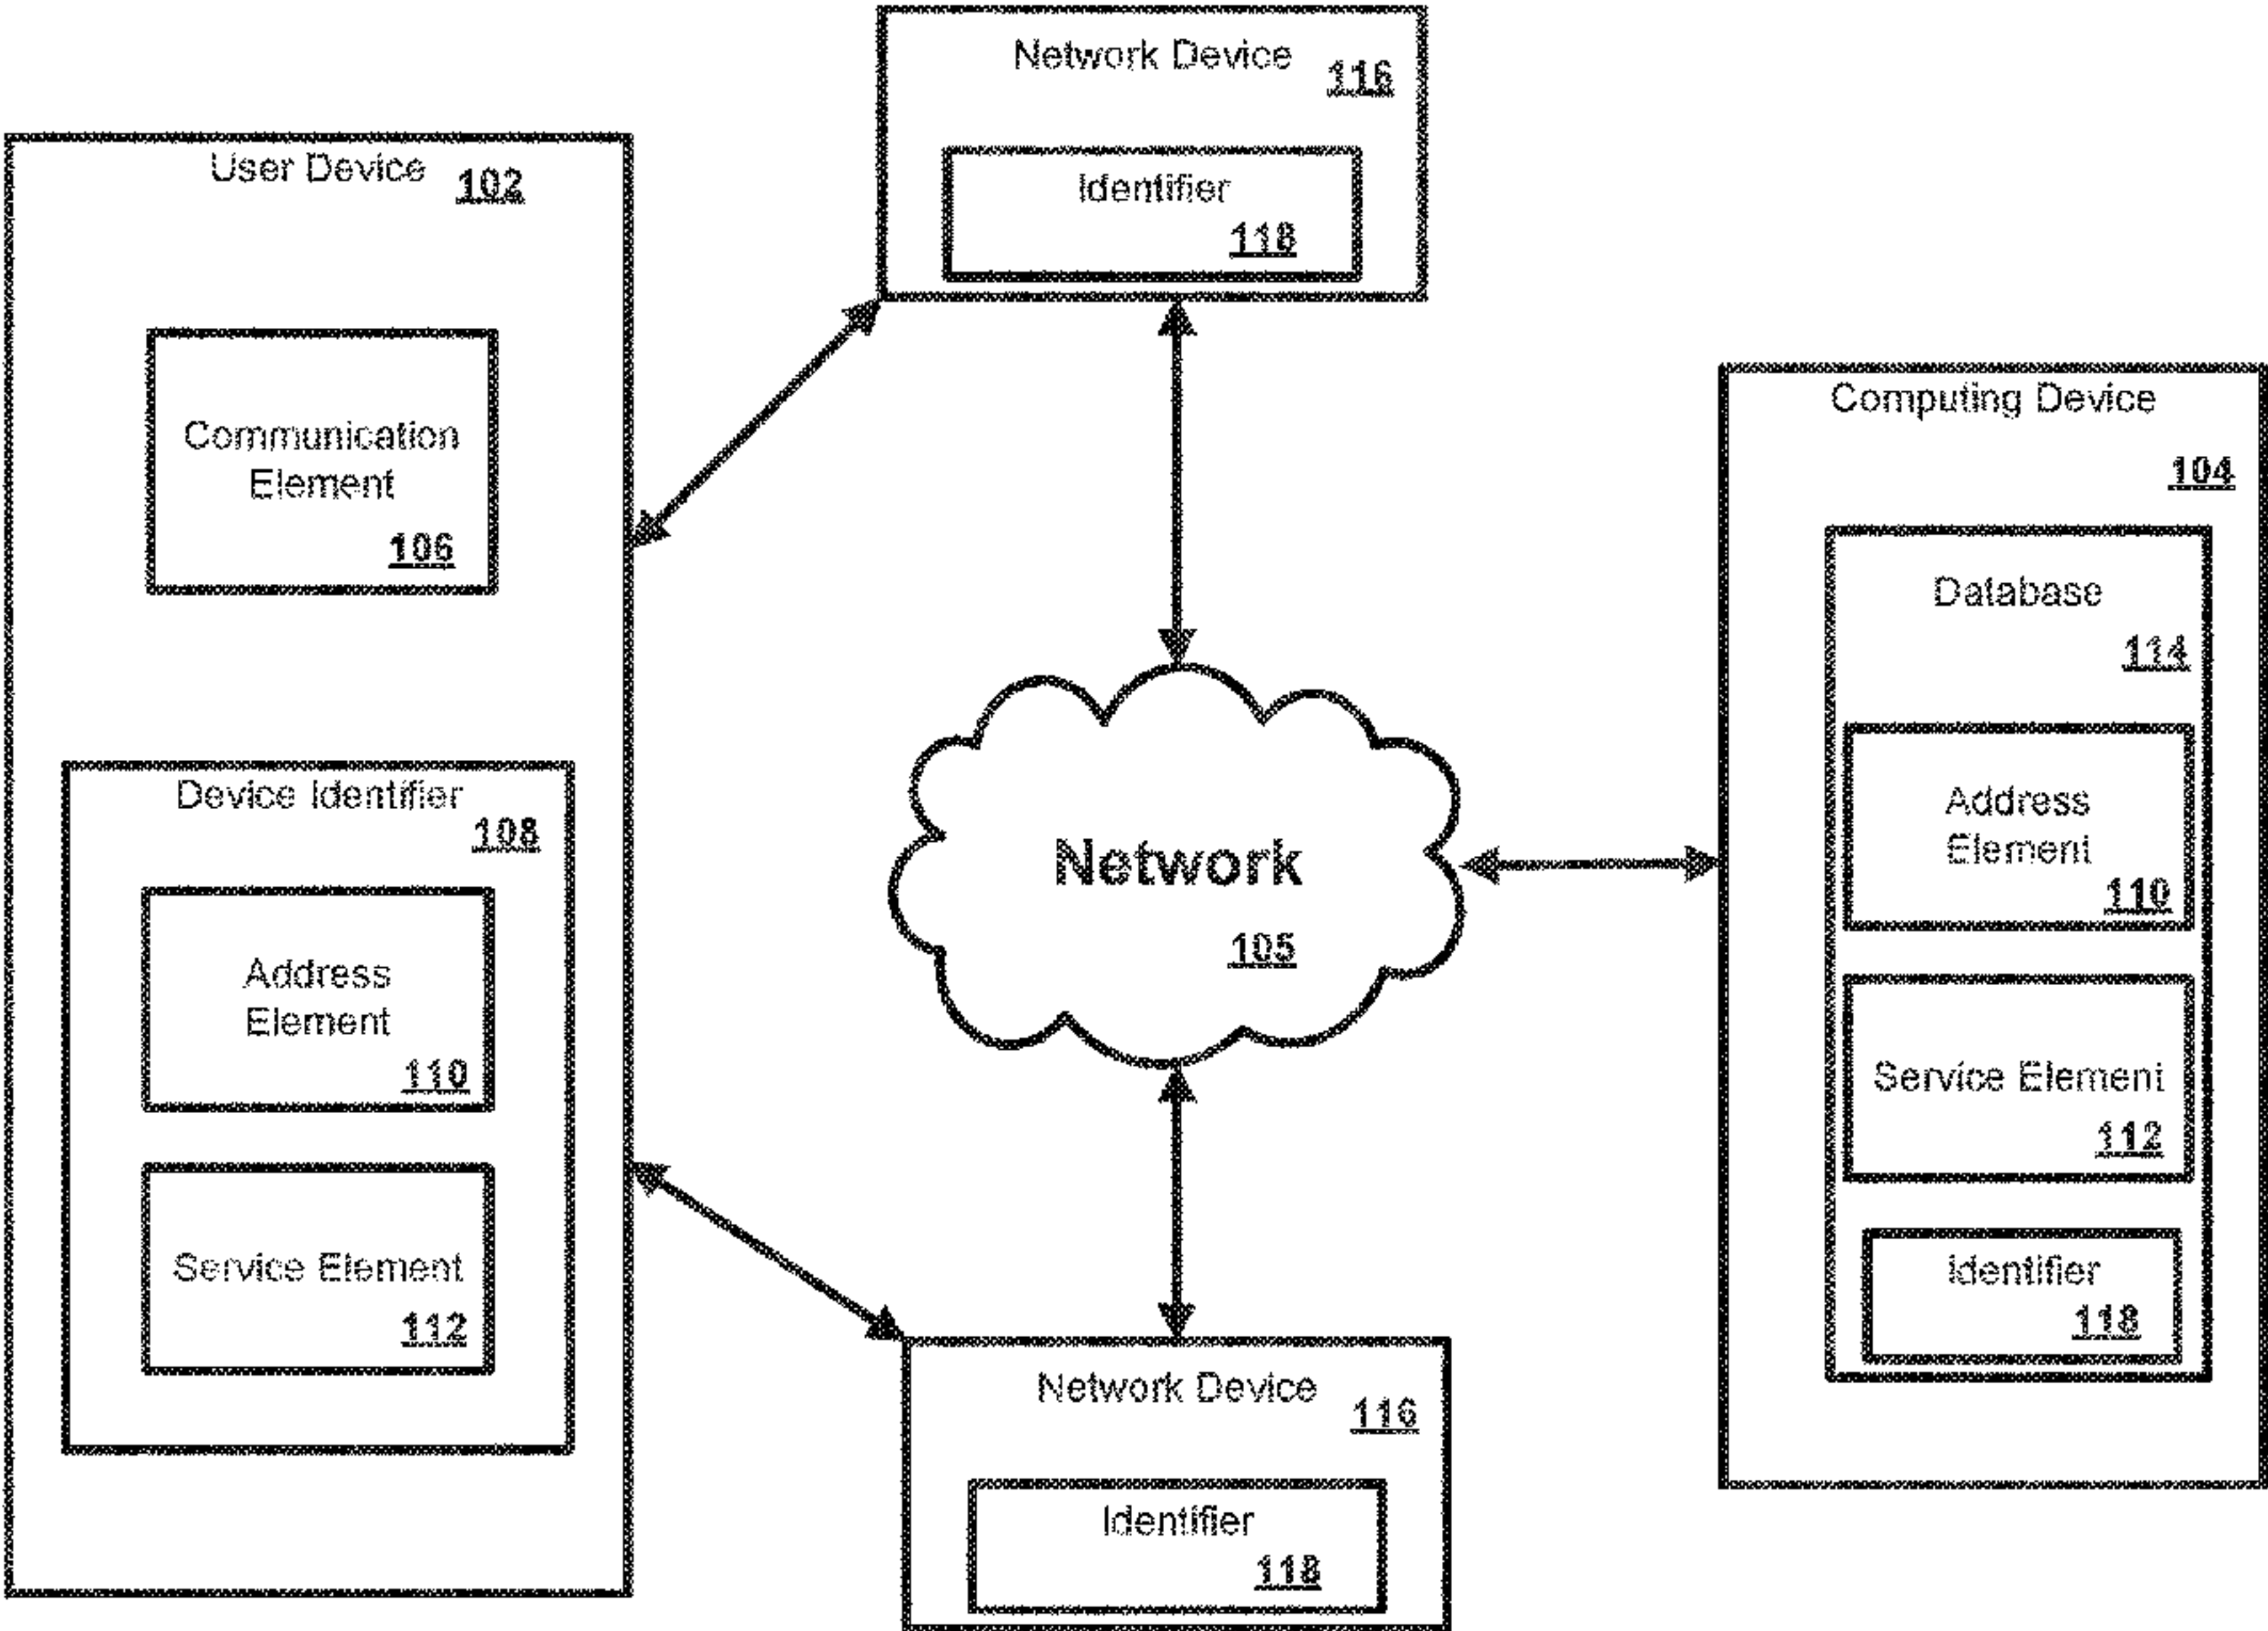 Network Device
116
Identifier
118
User Device
102
Communication
Element
106
Device Identifier
108
Address
Element
110
Service Element
112
Network
105
Network Device
116
Identifier
118
Computing Device
104
Database
114
Address
Element
110
Service Element
112
Identifier
118